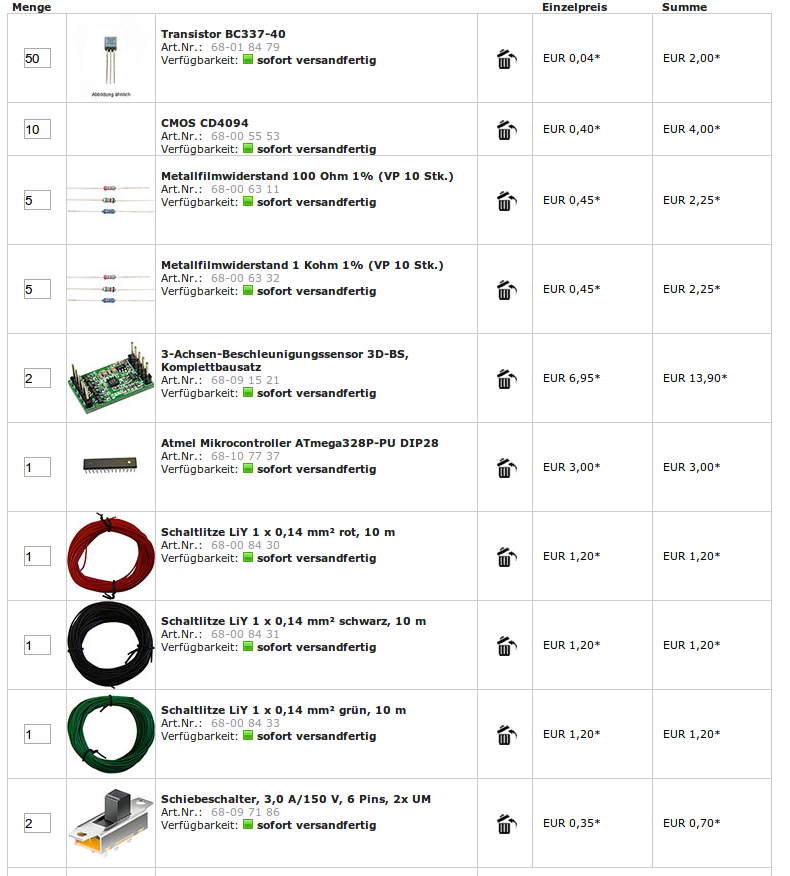 Menge Einzelpreis Summe
50 Transistor BC337-40 EUR 0,04* EUR 2,00*
Art.Nr.: 68-01 84 79
Verfügbarkeit: sofort versandfertig
Abbildung ähnlich
10 CMOS CD4094 EUR 0,40* EUR 4,00*
Art.Nr.: 68-00 55 53
Verfügbarkeit: sofort versandfertig
5 Metallfilmwiderstand 100 Ohm 1% (VP 10 Stk.) EUR 0,45* EUR 2,25*
Art.Nr.: 68-00 63 11
Verfügbarkeit: sofort versandfertig
5 Metallfilmwiderstand 1 Kohm 1% (VP 10 Stk.) EUR 0,45* EUR 2,25*
Art.Nr.: 68-00 63 32
Verfügbarkeit: sofort versandfertig
2 3-Achsen-Beschleunigungssensor 3D-BS, EUR 6,95* EUR 13,90*
Komplettbausatz
Art.Nr.: 68-09 15 21
Verfügbarkeit: sofort versandfertig
1 Atmel Mikrocontroller ATmega328P-PU DIP28 EUR 3,00* EUR 3,00*
Art.Nr.: 68-10 77 37
Verfügbarkeit: sofort versandfertig
1 Schaltlitze LiY 1 x 0,14 mm² rot, 10 m EUR 1,20* EUR 1,20*
Art.Nr.: 68-00 84 30
Verfügbarkeit: sofort versandfertig
1 Schaltlitze LiY 1 x 0,14 mm² schwarz, 10 m EUR 1,20* EUR 1,20*
Art.Nr.: 68-00 84 31
Verfügbarkeit: sofort versandfertig
1 Schaltlitze LiY 1 x 0,14 mm² grün, 10 m EUR 1,20* EUR 1,20*
Art.Nr.: 68-00 84 33
Verfügbarkeit: sofort versandfertig
2 Schiebeschalter, 3,0 A/150 V, 6 Pins, 2x UM EUR 0,35* EUR 0,70*
Art.Nr.: 68-09 71 86
Verfügbarkeit: sofort versandfertig